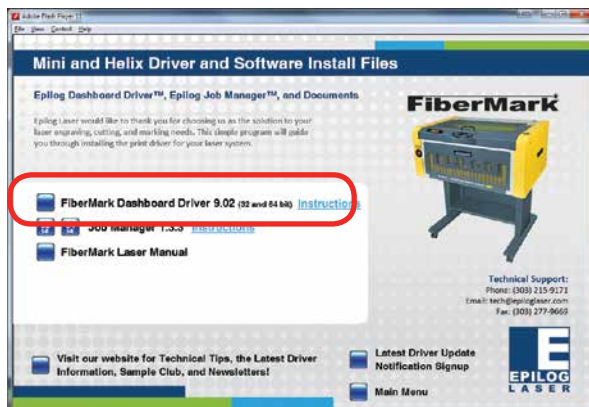 Adobe Flash Player 11
File View Control Help
Mini and Helix Driver and Software Install Files
Epilog Dashboard Driver™, Epilog Job Manager™, and Documents
Epilog Laser would like to thank you for choosing us as the solution to your
laser engraving, cutting, and marking needs. This simple program will guide
you through installing the print driver for your laser system.
FiberMark
FiberMark Dashboard Driver 9.02 (32 and 64 bit) Instructions
32 64 Job Manager 1.3.3 Instructions
FiberMark Laser Manual
Technical Support:
Phone: (303) 215-9171
Email: tech@epiloglaser.com
Fax: (303) 277-9669
Visit our website for Technical Tips, the Latest Driver
Information, Sample Club, and Newsletters!
Latest Driver Update
Notification Signup
Main Menu
EPILOG
LASER